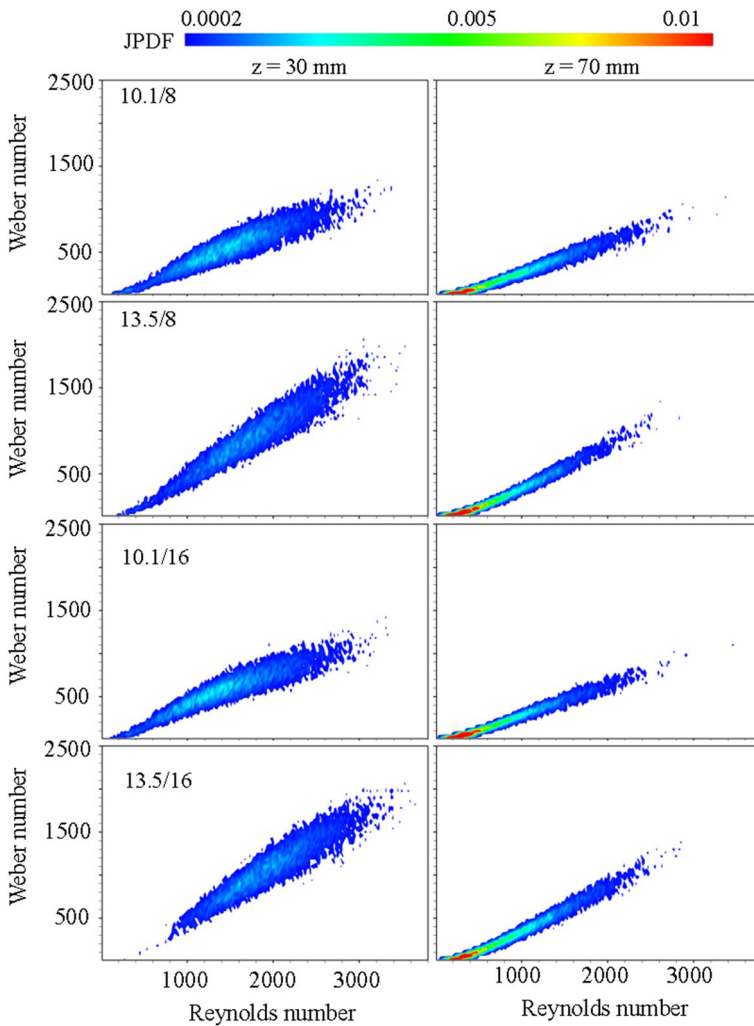 0.0002 0.005 0.01
JPDF
z = 30 mm z = 70 mm
2500
10.1/8
Weber number
1500
500
2500
13.5/8
Weber number
1500
500
2500
10.1/16
Weber number
1500
500
2500
13.5/16
Weber number
1500
500
1000 2000 3000 1000 2000 3000
Reynolds number Reynolds number